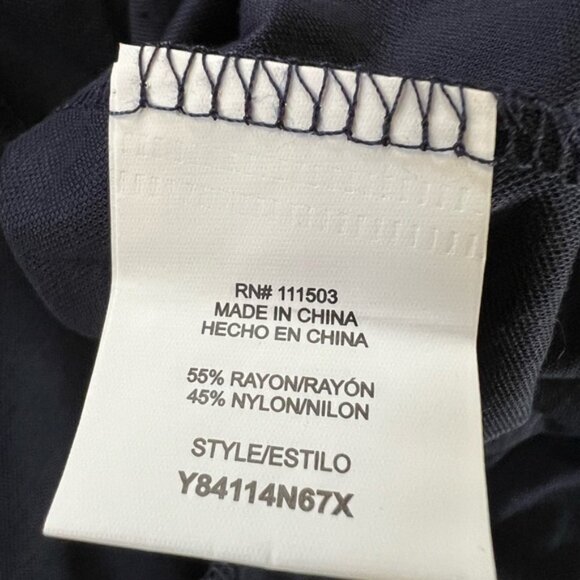 RN# 111503
MADE IN CHINA
HECHO EN CHINA
55% RAYON/RAYÓN
45% NYLON/NILON
STYLE/ESTILO
Y84114N67X